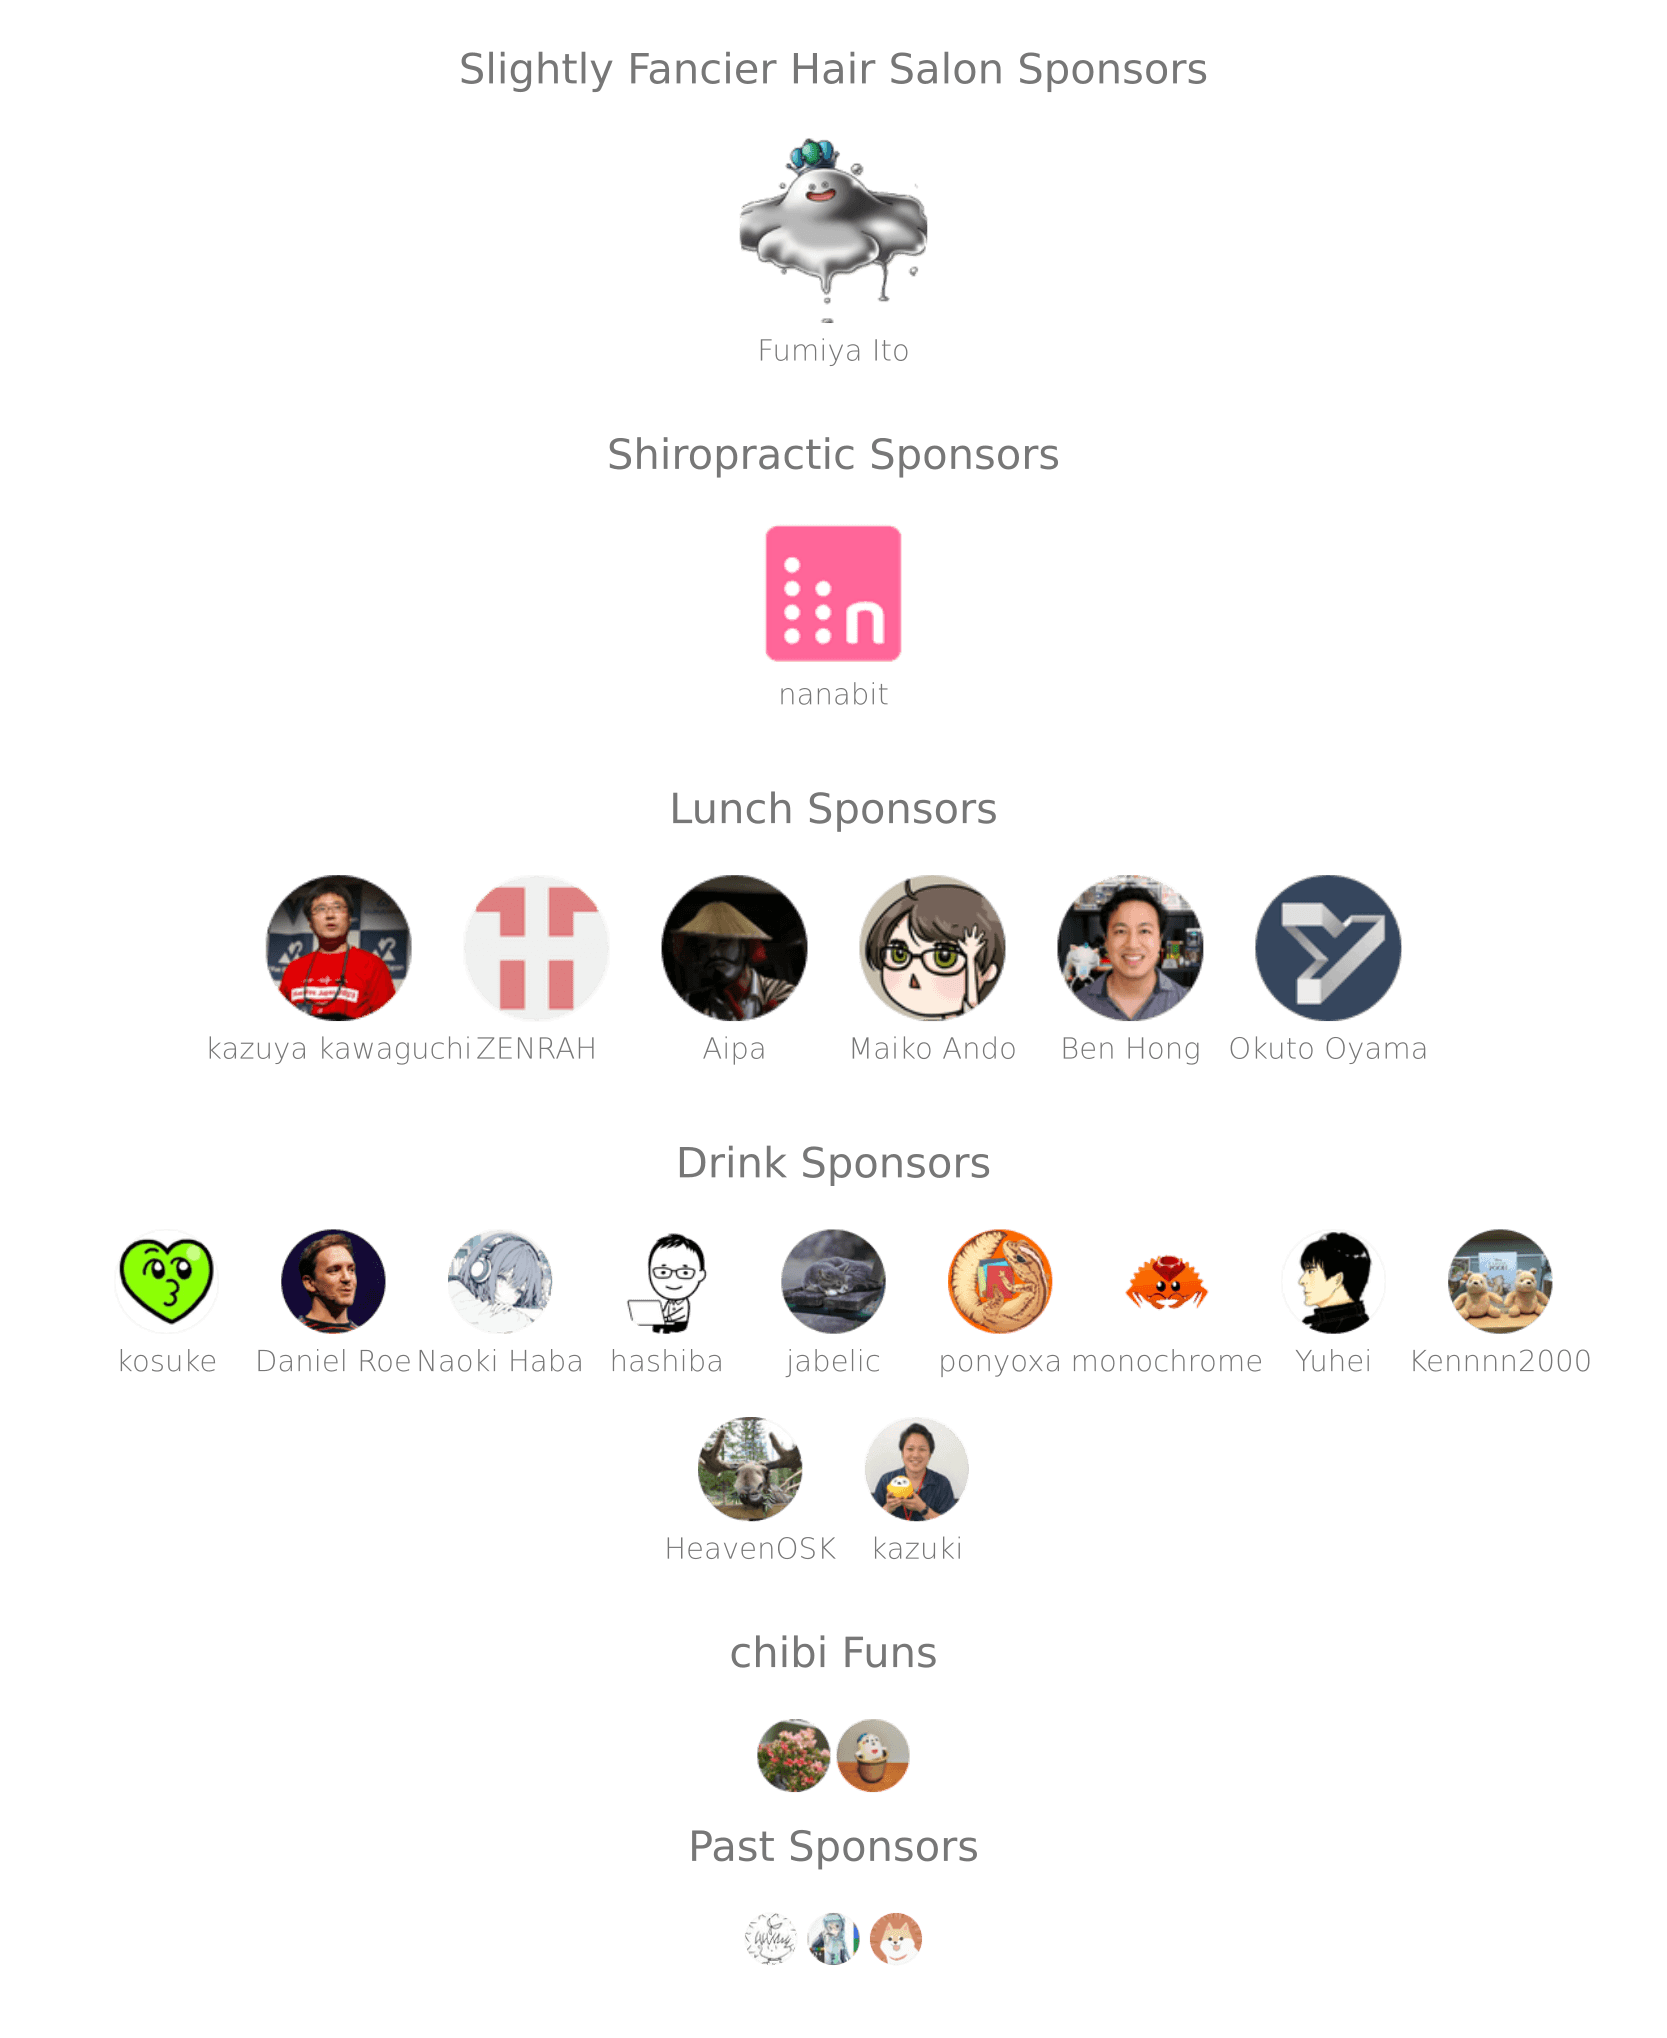 Slightly Fancier Hair Salon Sponsors
Fumiya Ito
Shiropractic Sponsors
n
nanabit
Lunch Sponsors
kazuya kawaguchi ZENRAH Aipa Maiko Ando Ben Hong Okuto Oyama
Drink Sponsors
kosuke Daniel Roe Naoki Haba hashiba jabelic ponyoxa monochrome Yuhei Kennnn2000
HeavenOSK kazuki
chibi Funs
Past Sponsors